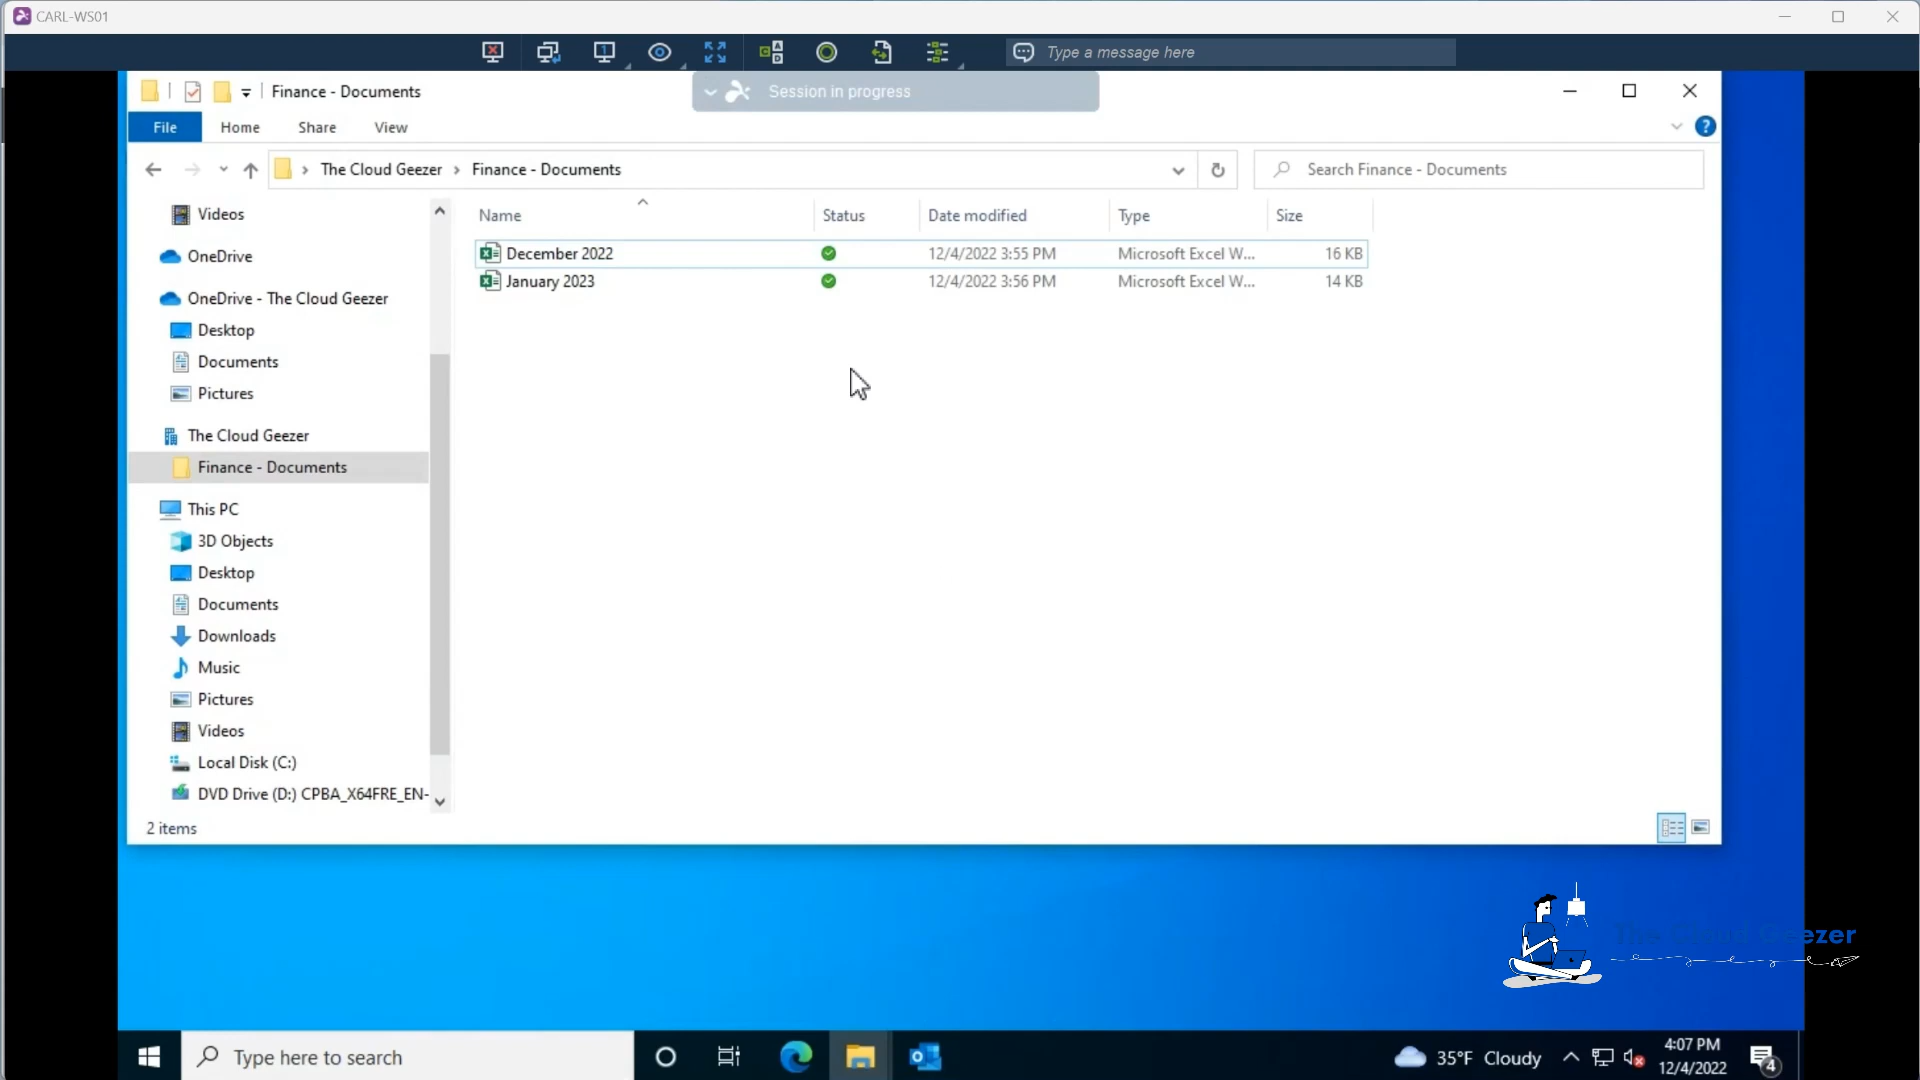 CARL-WS01
Type a message here
Finance - Documents
Session in progress
File Home Share View
The Cloud Geezer > Finance - Documents
Search Finance - Documents
Name Status Date modified Type Size
December 2022 12/4/2022 3:55 PM Microsoft Excel W... 16 KB
January 2023 12/4/2022 3:56 PM Microsoft Excel W... 14 KB
Videos
OneDrive
OneDrive - The Cloud Geezer
Desktop
Documents
Pictures
The Cloud Geezer
Finance - Documents
This PC
3D Objects
Desktop
Documents
Downloads
Music
Pictures
Videos
Local Disk (C:)
DVD Drive (D:) CPBA_X64FRE_EN-
2 items
The Cloud Geezer
Type here to search
35°F Cloudy
4:07 PM
12/4/2022
4